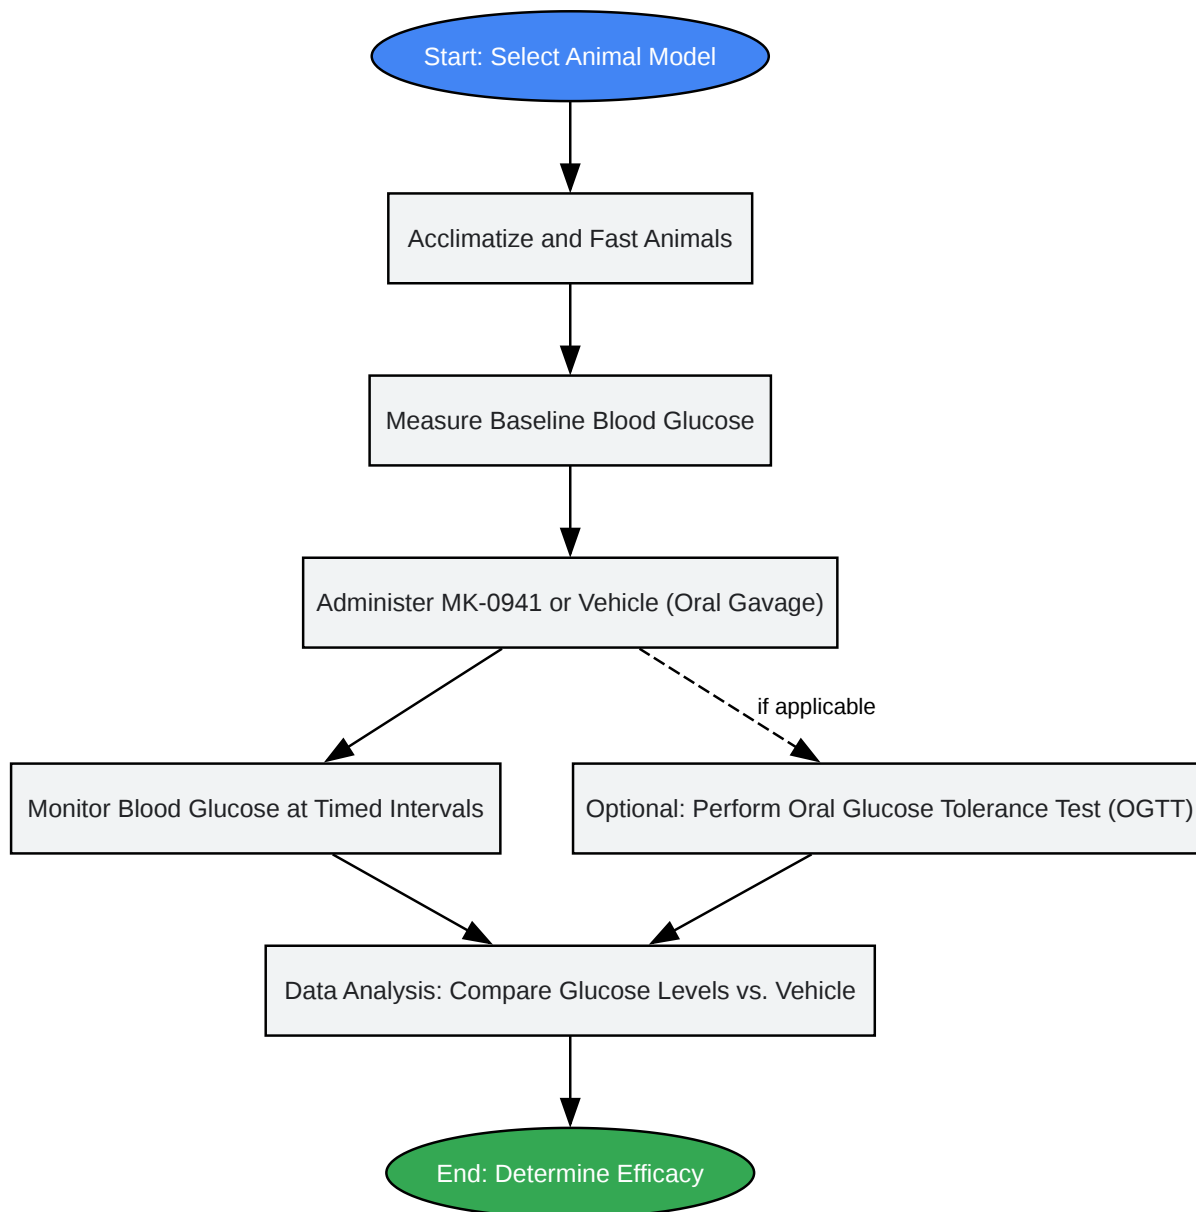 Start: Select Animal Model
Acclimatize and Fast Animals
Measure Baseline Blood Glucose
Administer MK-0941 or Vehicle (Oral Gavage)
if applicable
Monitor Blood Glucose at Timed Intervals
Optional: Perform Oral Glucose Tolerance Test (OGTT)
Data Analysis: Compare Glucose Levels vs. Vehicle
End: Determine Efficacy